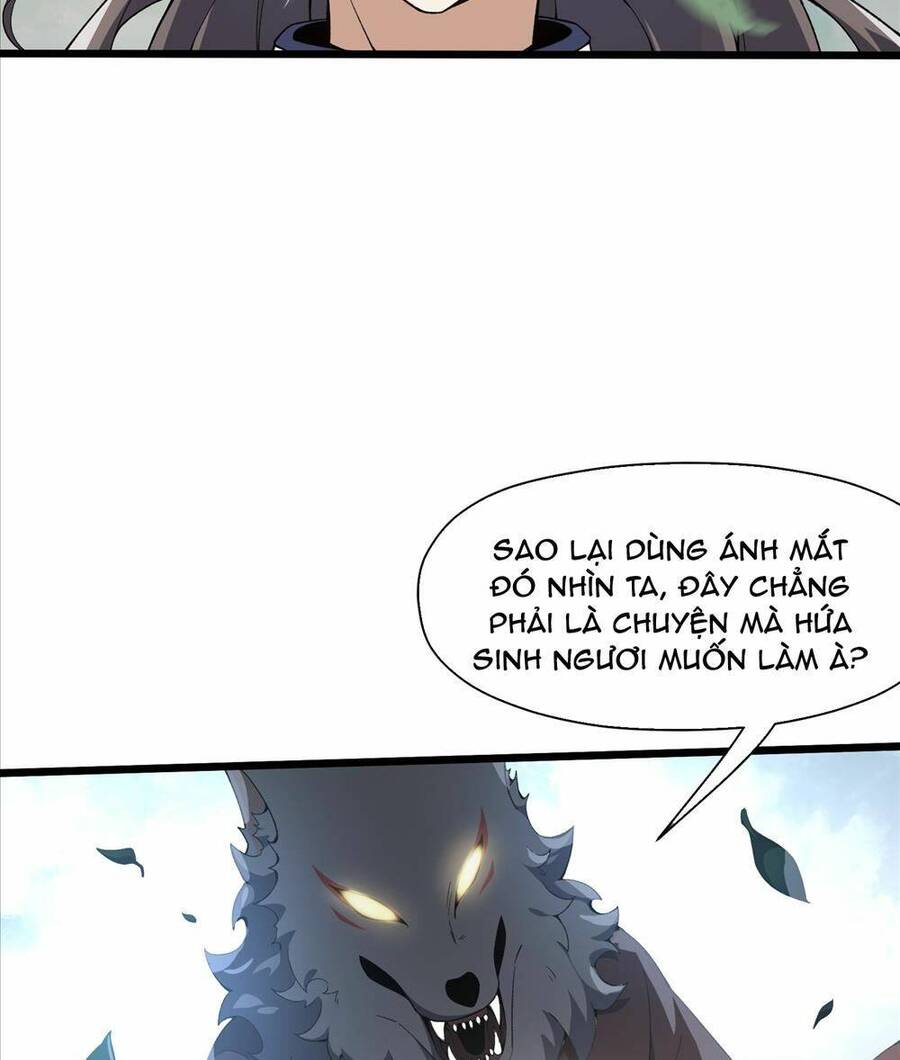 SAO LẠI DÙNG ÁNH MẮT
ĐÓ NHÌN TA, ĐÂY CHẲNG
PHẢI LÀ CHUYỆN MÀ HỨA
SINH NGƯƠI MUỐN LÀM À?